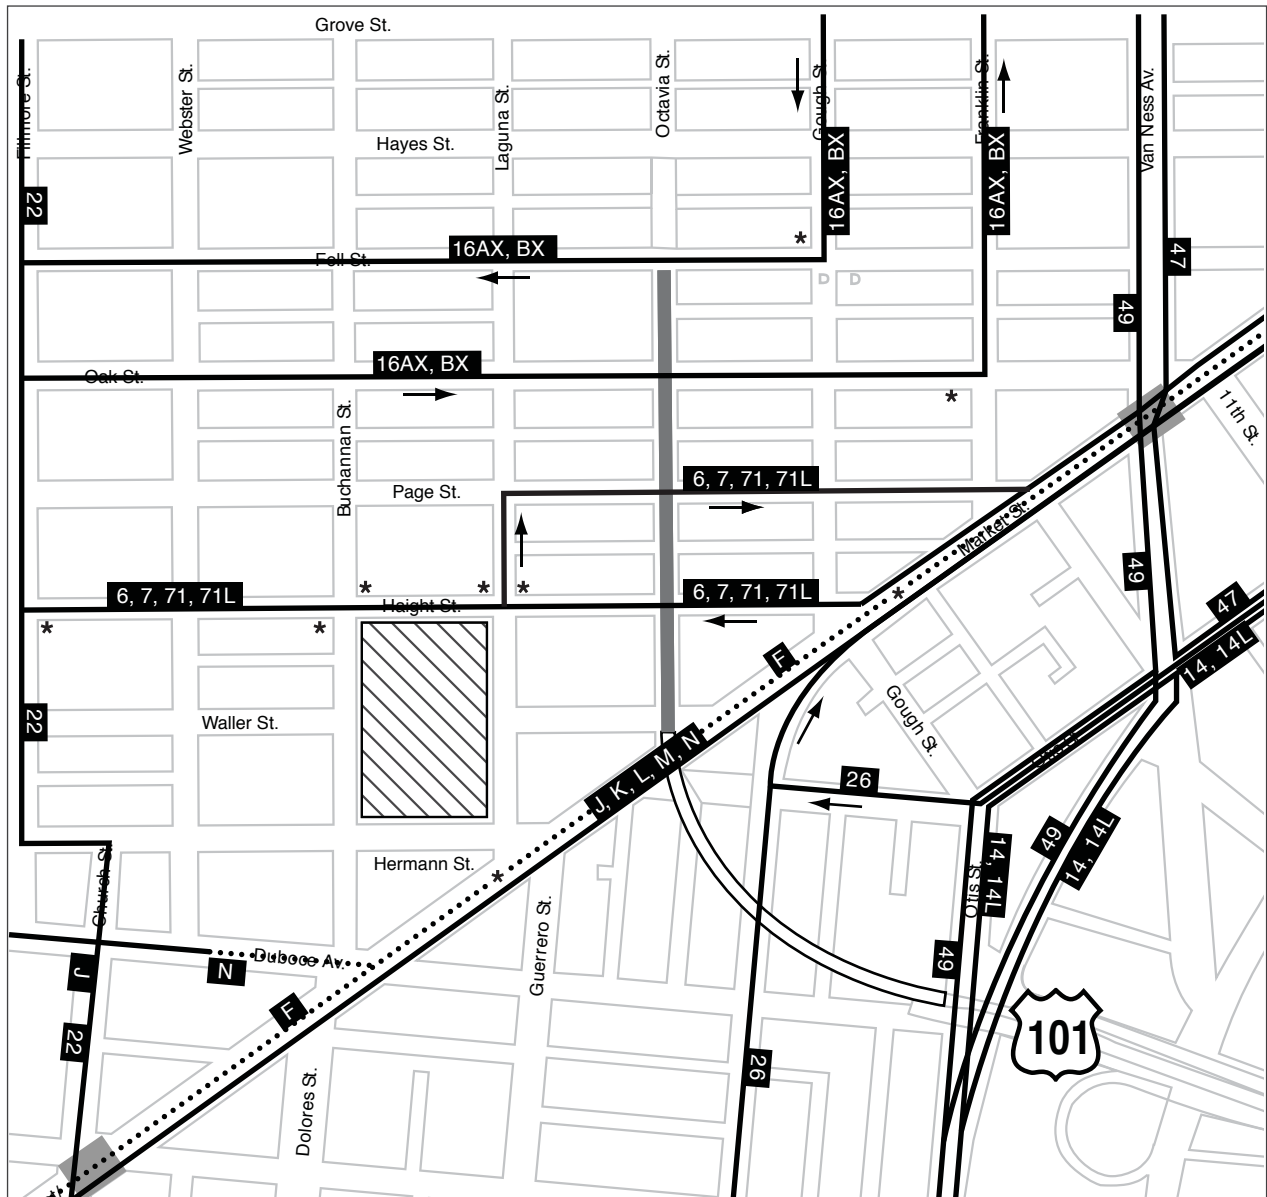 Grove St.
Fillmore St.
Webster St.
Laguna St.
Octavia St.
Gough St.
Franklin St.
Van Ness Av.
Hayes St.
16AX, BX
16AX, BX
22
16AX, BX
Fell St.
47
49
16AX, BX
Oak St.
11th St.
Buchannan St.
Page St.
6, 7, 71, 71L
Market St.
49
6, 7, 71, 71L
6, 7, 71, 71L
Haight St.
47
14, 14L
F
22
Waller St.
Gough St.
J, K, L, M, N
26
49
14, 14L
14, 14L
Hermann St.
Otis St.
Church St.
Guerrero St.
Duboce Av.
N
J
49
F
22
101
26
Dolores St.